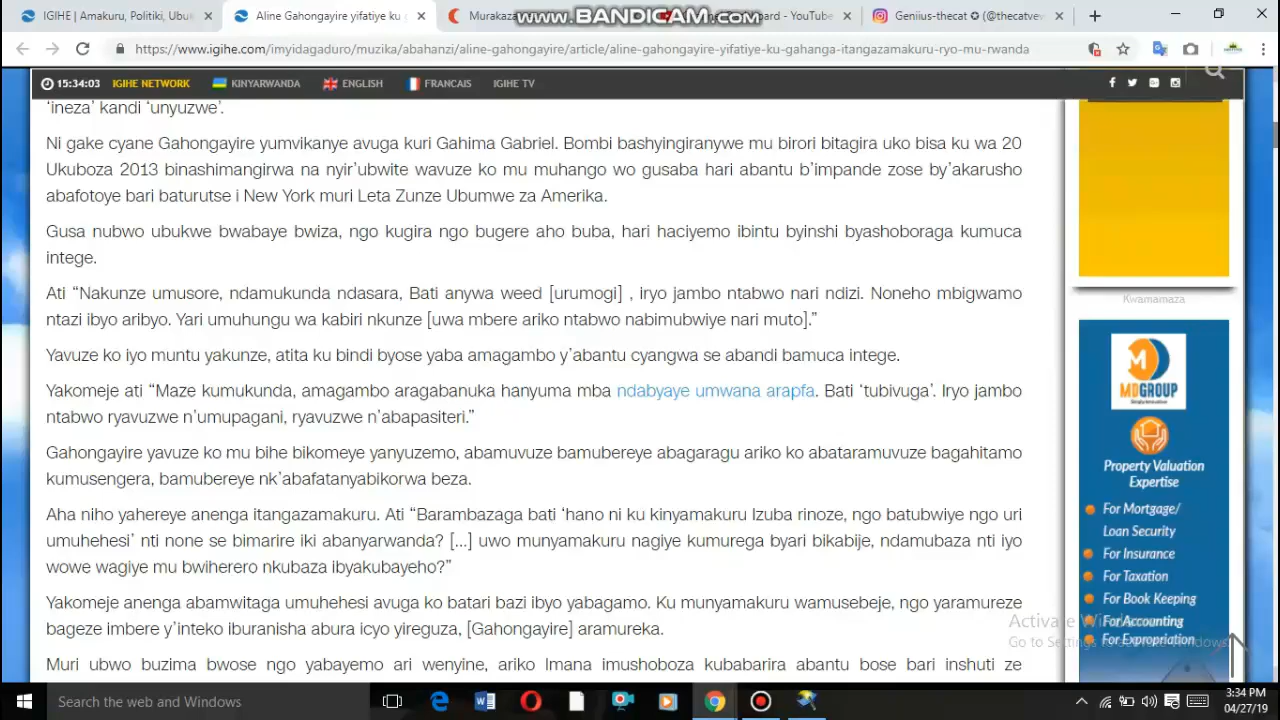 IGIHE | Amakuru, Politiki, Ubuk
Aline Gahongayire yifatiye ku g
Murakaza
www.BANDICAM.com
ard - YouTube
Geniius-thecat ✪ (@thecatvev
https://www.igihe.com/imyidagaduro/muzika/abahanzi/aline-gahongayire/article/aline-gahongayire-yifatiye-ku-gahanga-itangazamakuru-ryo-mu-rwanda
15:34:03 IGIHE NETWORK KINYARWANDA ENGLISH FRANCAIS IGIHE TV
‘ineza’ kandi ‘unyuzwe’.
Ni gake cyane Gahongayire yumvikanye avuga kuri Gahima Gabriel. Bombi bashyingiranywe mu birori bitagira uko bisa ku wa 20
Ukuboza 2013 binashimangirwa na nyir’ubwite wavuze ko mu muhango wo gusaba hari abantu b’impande zose by’akarusho
abafotoye bari baturutse i New York muri Leta Zunze Ubumwe za Amerika.
Gusa nubwo ubukwe bwabaye bwiza, ngo kugira ngo bugere aho buba, hari haciyemo ibintu byinshi byashoboraga kumuca
intege.
Ati “Nakunze umusore, ndamukunda ndasara, Bati anywa weed [urumogi] , iryo jambo ntabwo nari ndizi. Noneho mbigwamo
ntazi ibyo aribyo. Yari umuhungu wa kabiri nkunze [uwa mbere ariko ntabwo nabimubwiye nari muto].”
Yavuze ko iyo muntu yakunze, atita ku bindi byose yaba amagambo y’abantu cyangwa se abandi bamuca intege.
Yakomeje ati “Maze kumukunda, amagambo aragabanuka hanyuma mba ndabyaye umwana arapfa. Bati ‘tubivuga’. Iryo jambo
ntabwo ryavuzwe n’umupagani, ryavuzwe n’abapasiteri.”
Gahongayire yavuze ko mu bihe bikomeye yanyuzemo, abamuvuze bamubereye abagaragu ariko ko abataramuvuze bagahitamo
kumusengera, bamubereye nk’abafatanyabikorwa beza.
Aha niho yahereye anenga itangazamakuru. Ati “Barambazaga bati ‘hano ni ku kinyamakuru Izuba rinoze, ngo batubwiye ngo uri
umuhehesi’ nti none se bimarire iki abanyarwanda? [...] uwo munyamakuru nagiye kumurega byari bikabije, ndamubaza nti iyo
wowe wagiye mu bwiherero nkubaza ibyakubayeho?”
Yakomeje anenga abamwitaga umuhehesi avuga ko batari bazi ibyo yabagamo. Ku munyamakuru wamusebeje, ngo yaramureze
bageze imbere y’inteko iburanisha abura icyo yireguza, [Gahongayire] aramureka.
Muri ubwo buzima bwose ngo yabayemo ari wenyine, ariko Imana imushoboza kubabarira abantu bose bari inshuti ze
Kwamamaza
MDGROUP
Property Valuation
Expertise
For Mortgage/
Loan Security
For Insurance
For Taxation
For Book Keeping
For Accounting
For Expropriation
Activate Windows
Go to Settings to activate Windows.
Search the web and Windows
3:34 PM
04/27/19